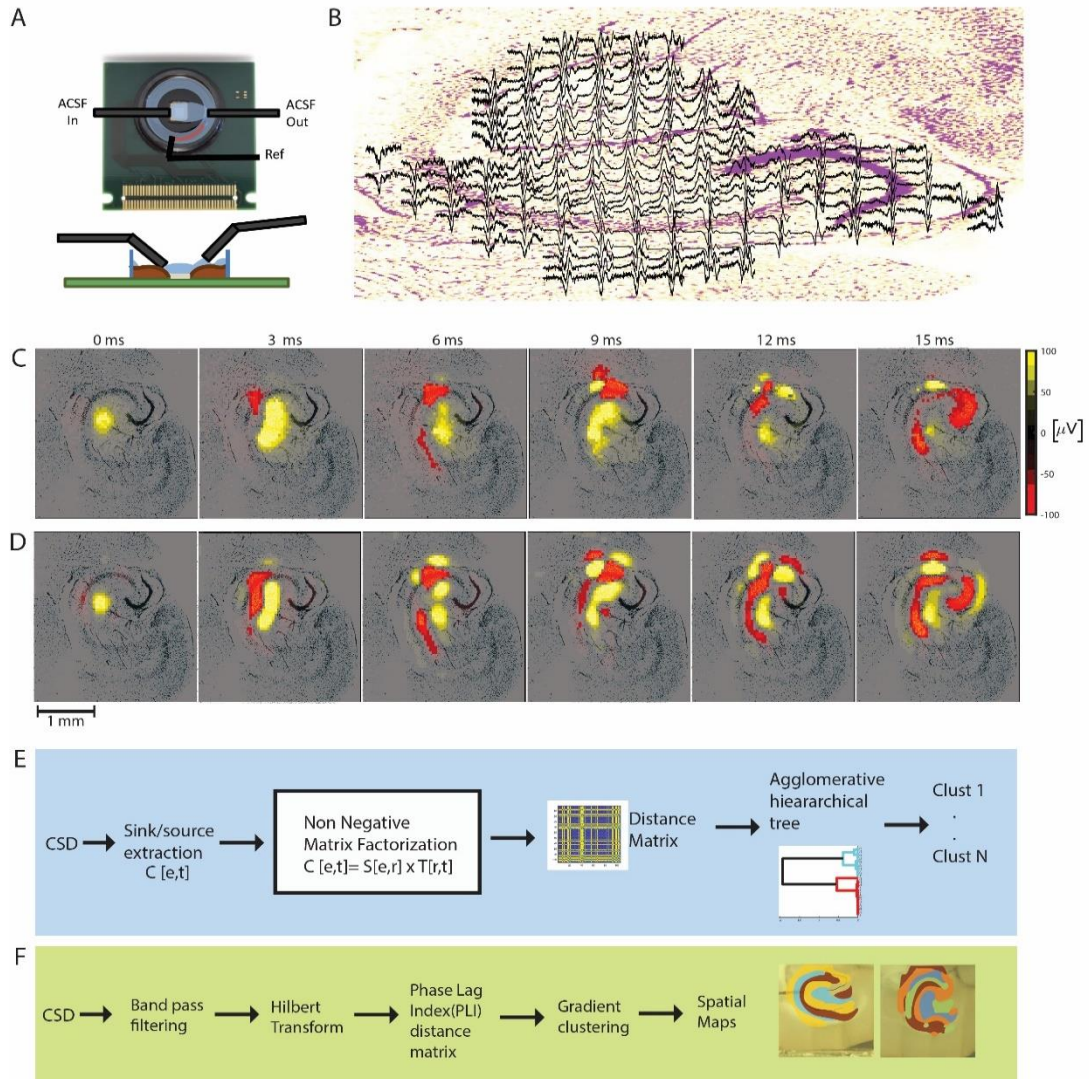 A
ACSF
In
ACSF
Out
Ref
B
C
0 ms
3 ms
6 ms
9 ms
12 ms
15 ms
100
50
0
-50
-100
[μV]
D
1 mm
E
CSD
Sink/source
extraction
C [e,t]
Non Negative
Matrix Factorization
C [e,t]= S[e,r] x T[r,t]
Distance
Matrix
Agglomerative
hieararchical
tree
Clust 1
.
.
Clust N
F
CSD
Band pass
filtering
Hilbert
Transform
Phase Lag
Index(PLI)
distance
matrix
Gradient
clustering
Spatial
Maps